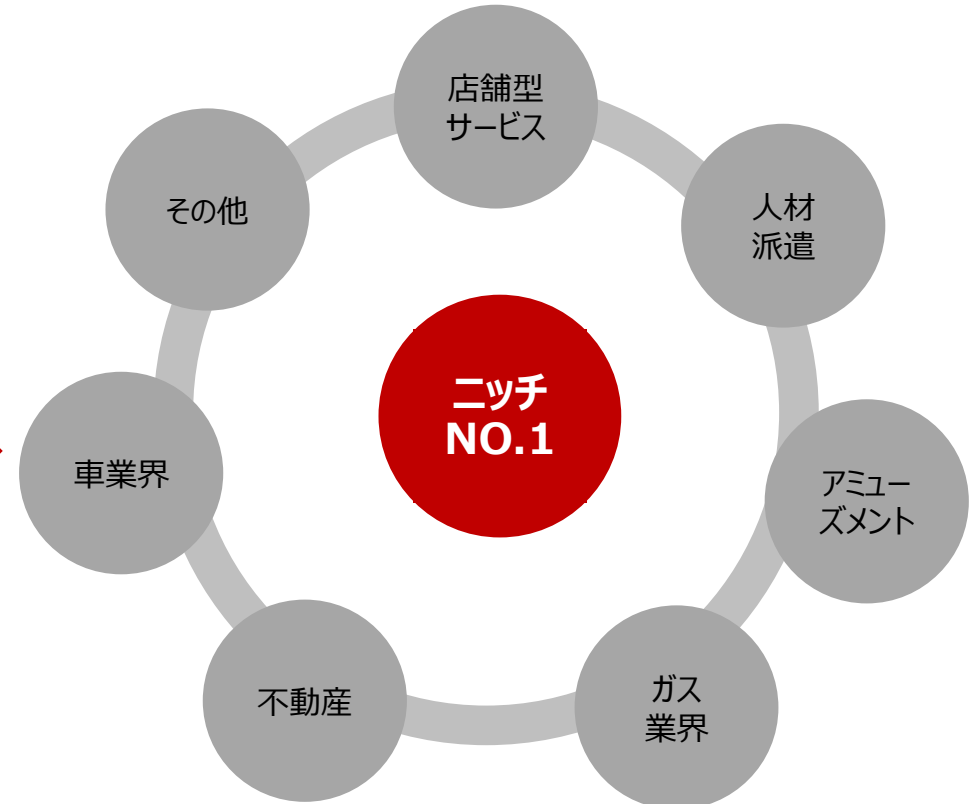 店舗型
サービス
人材
派遣
アミュー
ズメント
ガス
業界
不動産
車業界
その他
ニッチ
NO.1